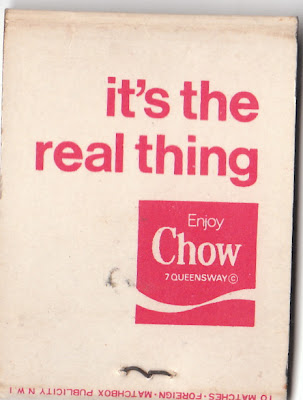 it's the
real thing
Enjoy
Chow
7 QUEENSWAY ©
10 MATCHES · FOREIGN · MATCHBOX PUBLICITY N W 1